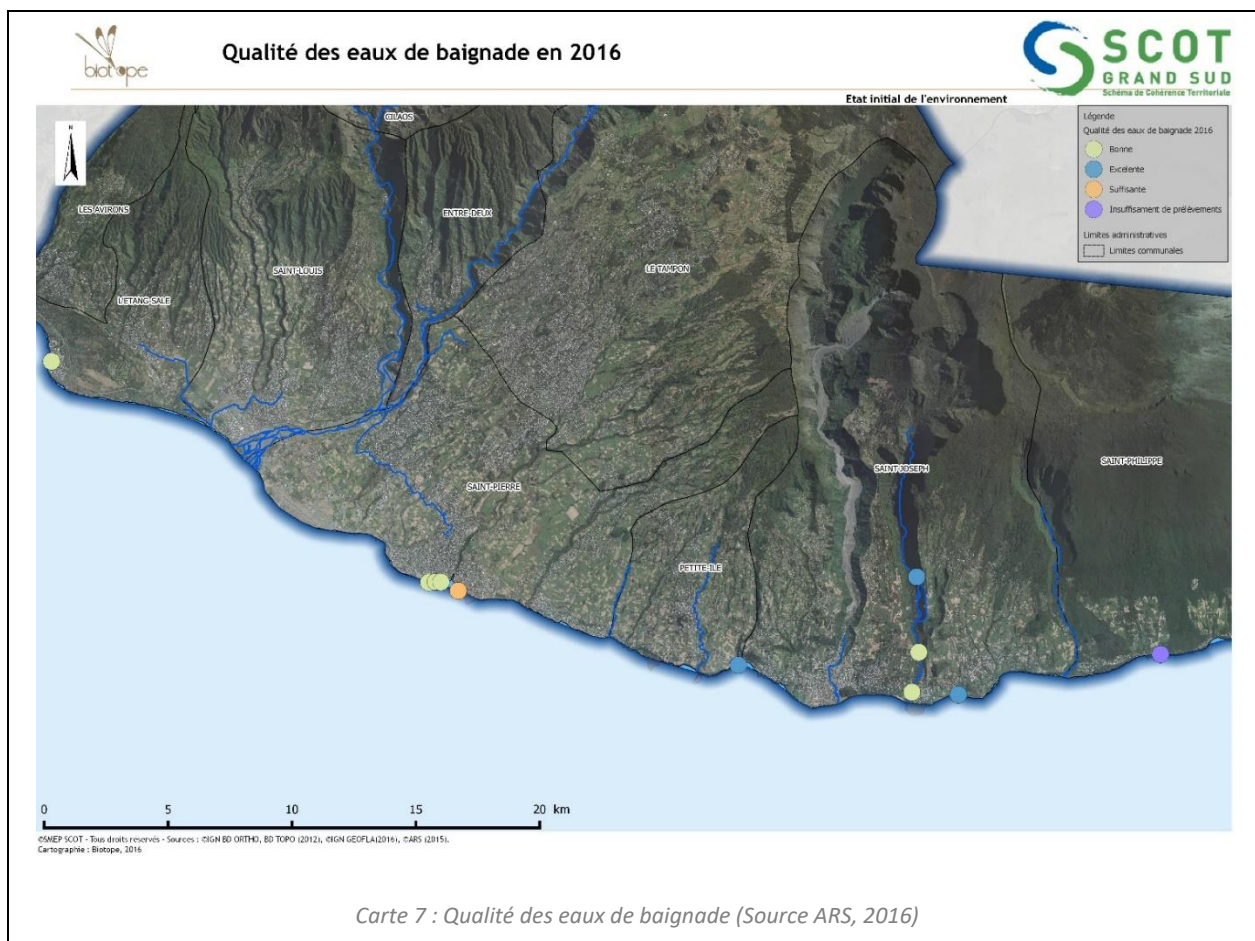 biotope
Qualité des eaux de baignade en 2016
SCOT
GRAND SUD
Schéma de Cohérence Territoriale
Etat initial de l'environnement
Légende
Qualité des eaux de baignade 2016
Bonne
Excelente
Suffisante
Insuffisament de prélèvements
Limites administratives
Limites communales
N
CILAOS
LES AVIRONS
ENTRE-DEUX
SAINT-LOUIS
LE TAMPON
L'ETANG-SALE
SAINT-PHILIPPE
SAINT-JOSEPH
SAINT-PIERRE
PETITE-ILE
0 5 10 15 20 km
©SMEP SCOT - Tous droits reservés - Sources : ©IGN BD ORTHO, BD TOPO (2012), ©IGN GEOFLA(2016), ©ARS (2015).
Cartographie : Biotope, 2016
Carte 7 : Qualité des eaux de baignade (Source ARS, 2016)